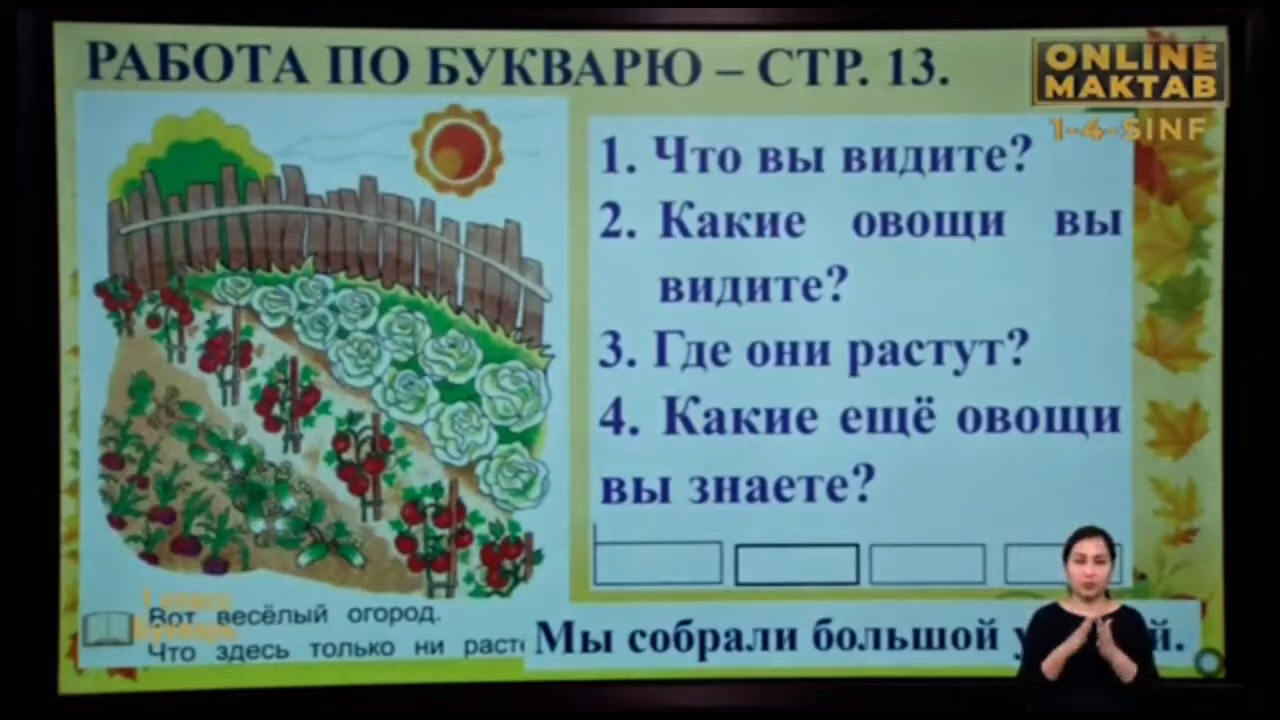 РАБОТА ПО БУКВАРЮ – СТР. 13.
ONLINE
MAKTAB
1-4-SINF
1. Что вы видите?
2. Какие овощи вы
видите?
3. Где они растут?
4. Какие ещё овощи
вы знаете?
Вот весёлый огород.
Что здесь только ни
Мы собрали большой